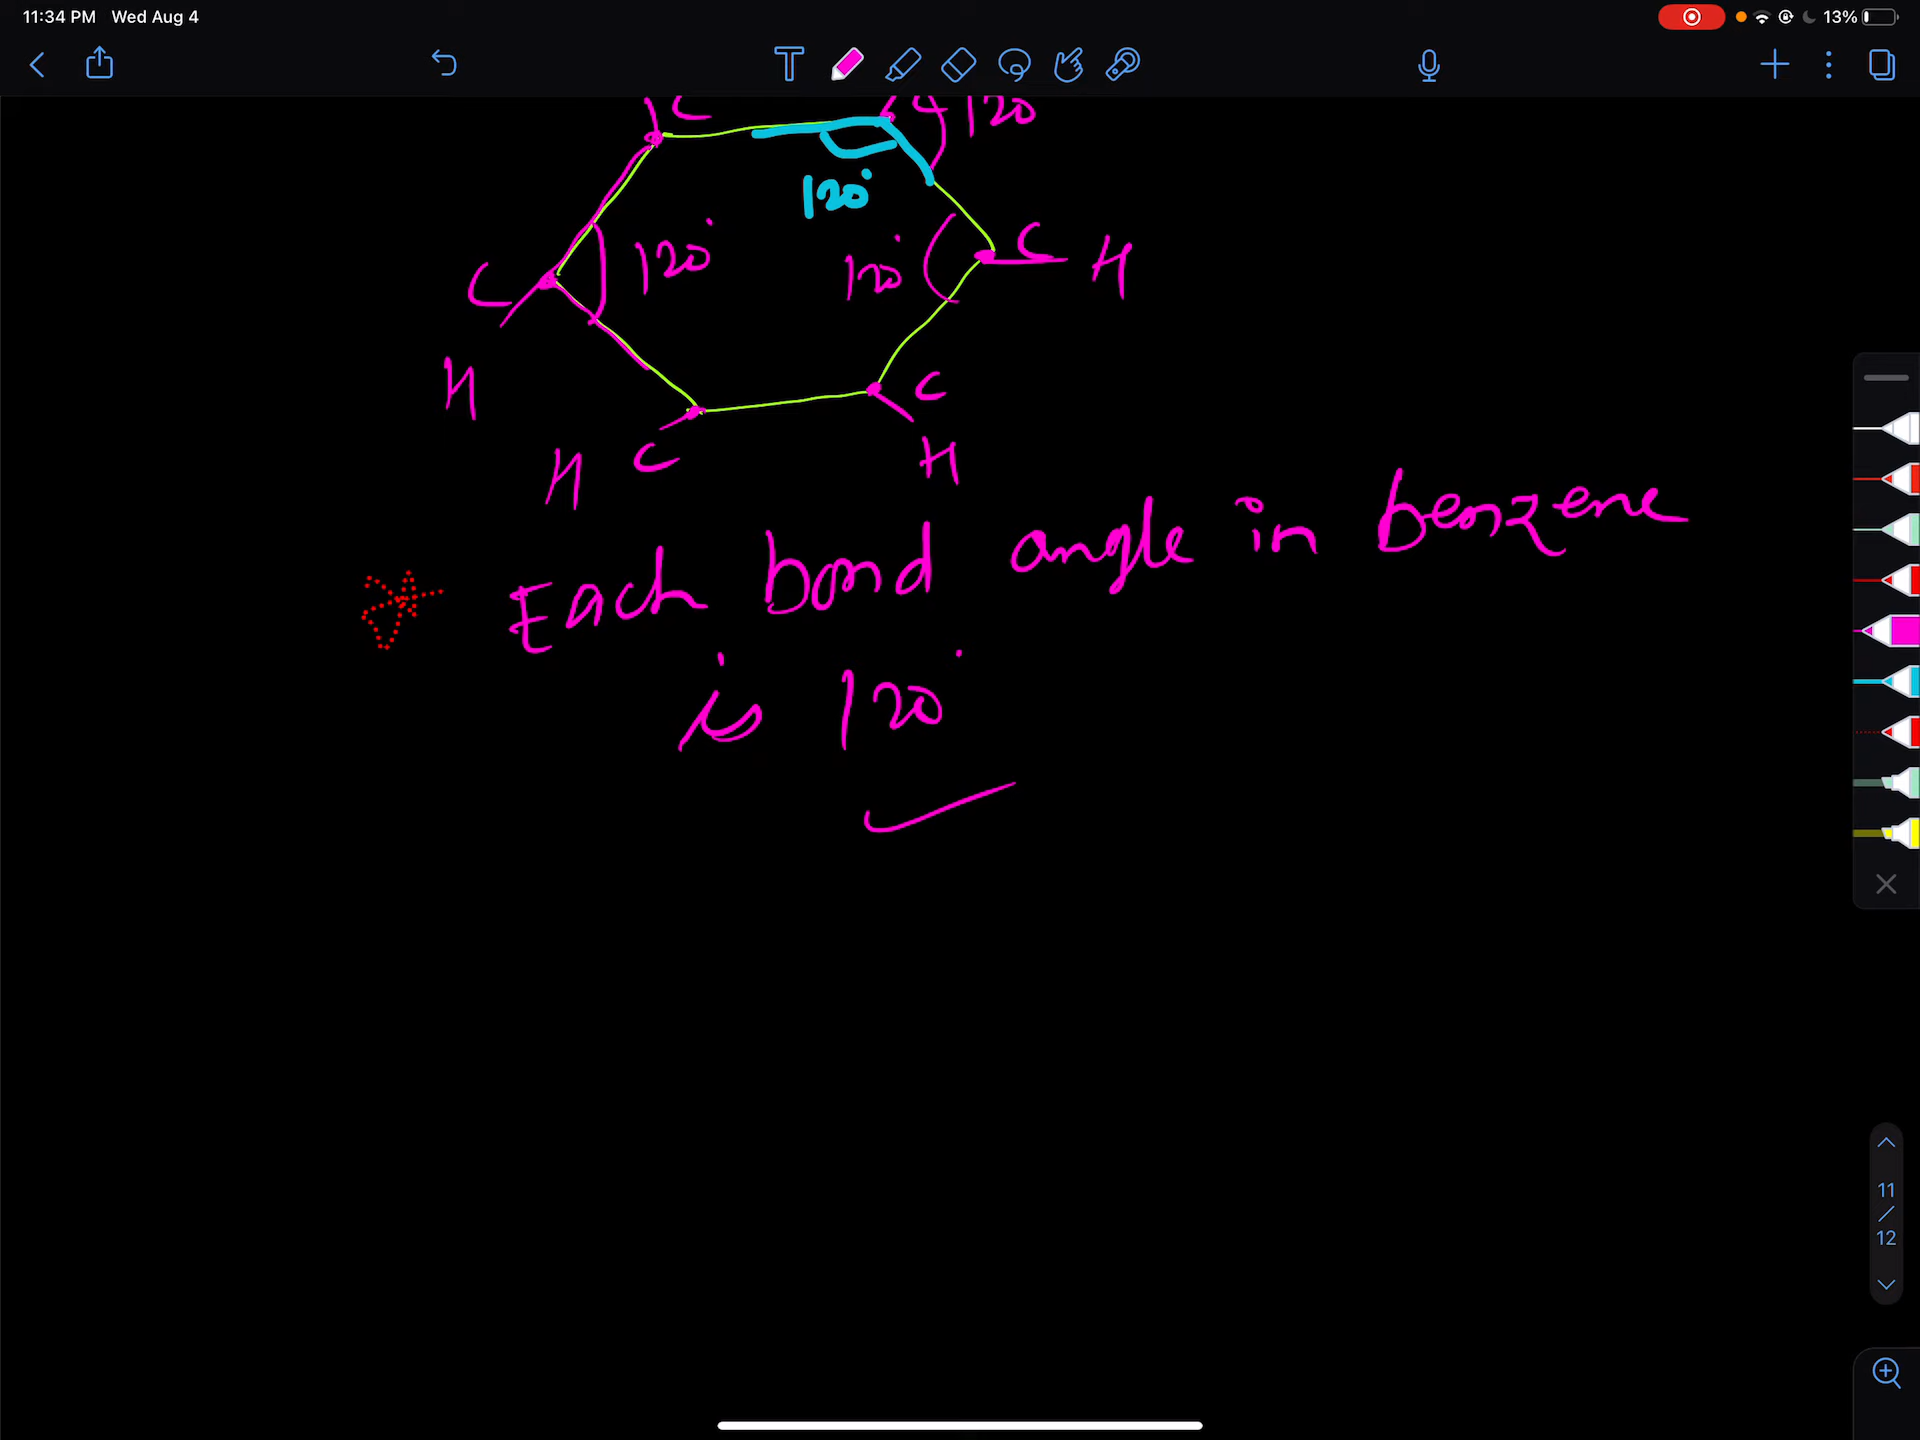 11:34 PM Wed Aug 4
13%
T
C 120
120°
120°
120°
C
C H
H
C
C
H
H
Each bond angle in benzene
is 120°
11
/
12